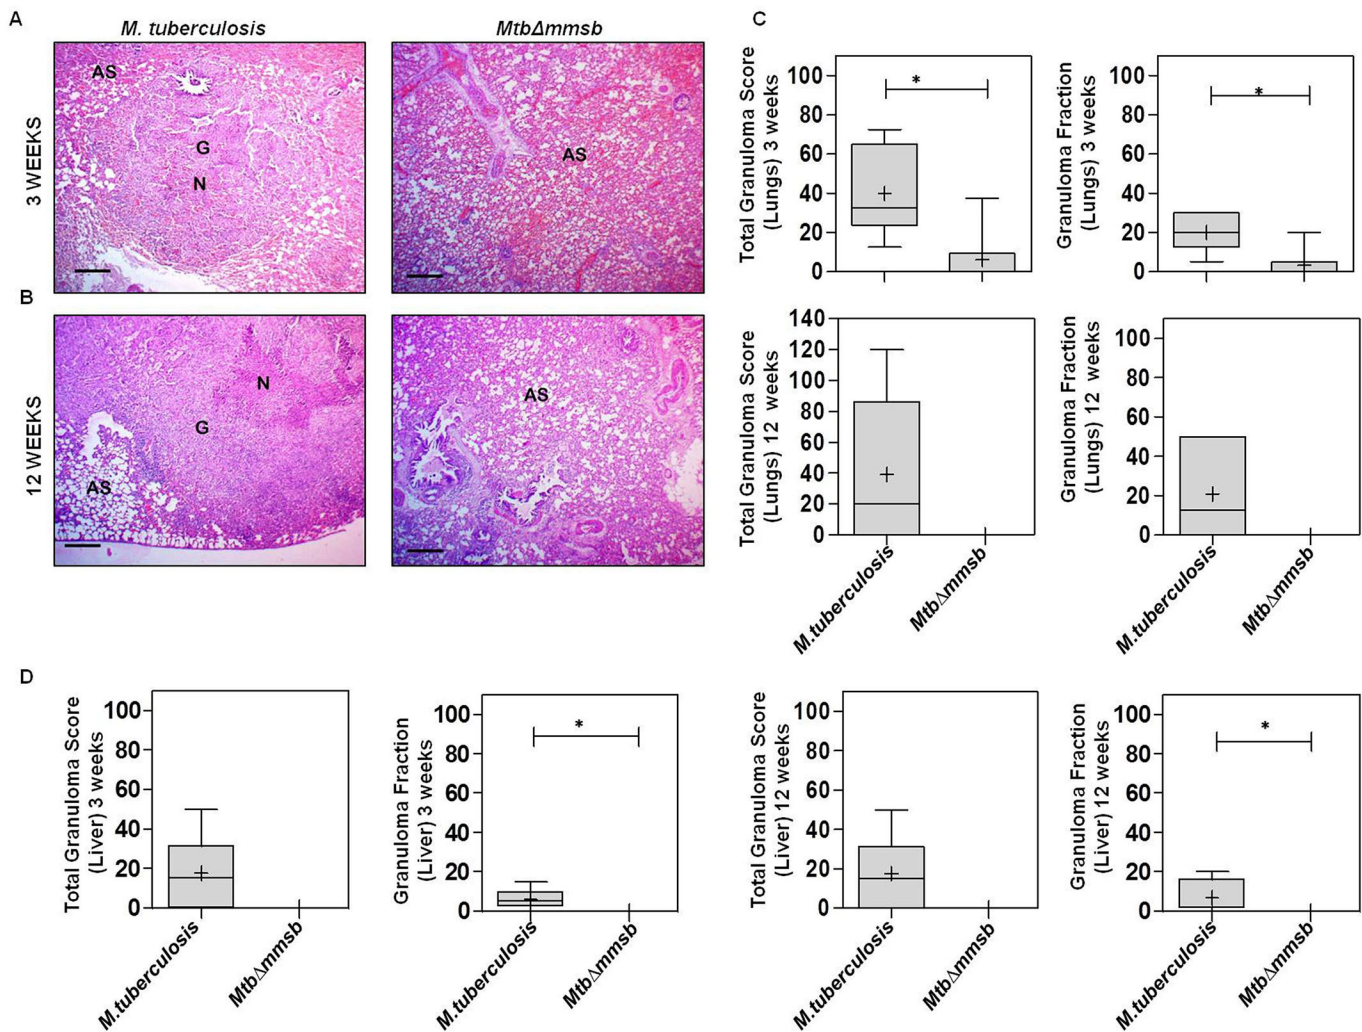 A
M. tuberculosis
MtbΔmmsb
3 WEEKS
AS
G
N
AS
B
12 WEEKS
N
G
AS
AS
C
Total Granuloma Score
(Lungs) 3 weeks
100
80
60
40
20
0
*
Granuloma Fraction
(Lungs) 3 weeks
100
80
60
40
20
0
*
Total Granuloma Score
(Lungs) 12 weeks
140
120
100
80
60
40
20
0
M.tuberculosis
MtbΔmmsb
Granuloma Fraction
(Lungs) 12 weeks
100
80
60
40
20
0
M.tuberculosis
MtbΔmmsb
D
Total Granuloma Score
(Liver) 3 weeks
100
80
60
40
20
0
M.tuberculosis
MtbΔmmsb
Granuloma Fraction
(Liver) 3 weeks
100
80
60
40
20
0
*
M.tuberculosis
MtbΔmmsb
Total Granuloma Score
(Liver) 12 weeks
100
80
60
40
20
0
M.tuberculosis
MtbΔmmsb
Granuloma Fraction
(Liver) 12 weeks
100
80
60
40
20
0
*
M.tuberculosis
MtbΔmmsb